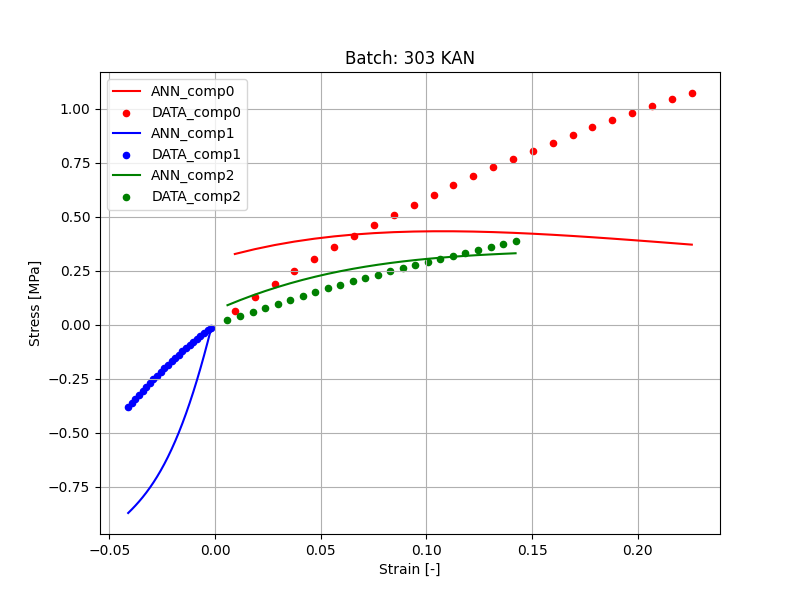 Batch: 303 KAN
ANN_comp0
DATA_comp0
ANN_comp1
DATA_comp1
ANN_comp2
DATA_comp2
1.00
0.75
0.50
0.25
0.00
−0.25
−0.50
−0.75
Stress [MPa]
−0.05
0.00
0.05
0.10
0.15
0.20
Strain [-]